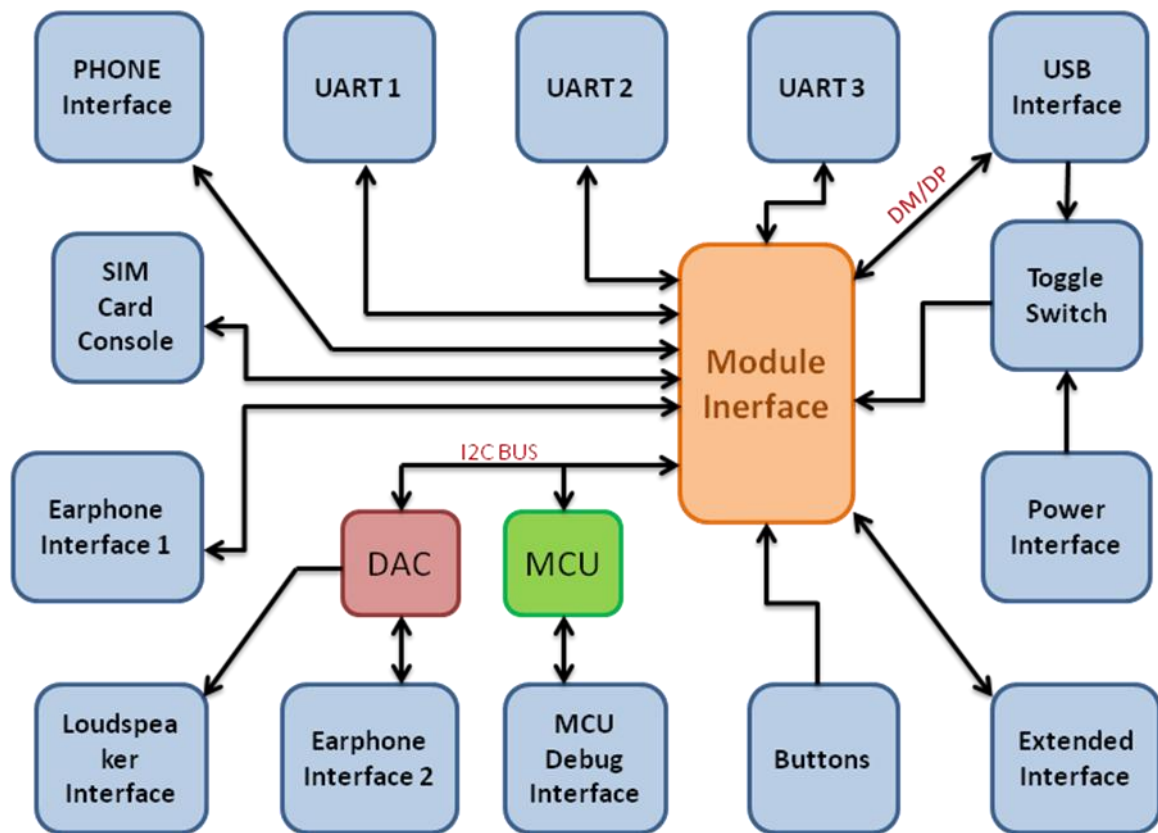 PHONE
Interface
UART 1
UART 2
UART 3
USB
Interface
DM/DP
SIM
Card
Console
Toggle
Switch
Module
Inerface
I2C BUS
Earphone
Interface 1
DAC
MCU
Power
Interface
Loudspea
ker
Interface
Earphone
Interface 2
MCU
Debug
Interface
Buttons
Extended
Interface